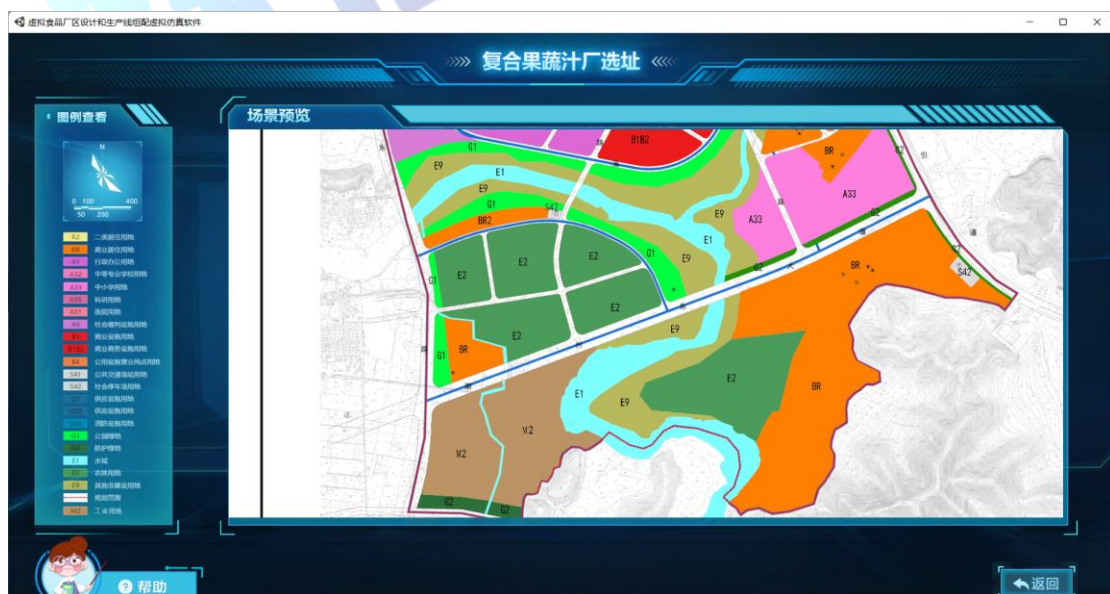 虚拟食品厂区设计和生产线组配虚拟仿真软件
复合果蔬汁厂选址
图例查看
场景预览
N
0 100 400
50 200
R2 二类居住用地
BR 商业居住用地
A1 行政办公用地
A32 中等专业学校用地
A33 中小学用地
A35 科研用地
A51 医院用地
A6 社会福利设施用地
B1 商业设施用地
B1B2 商业商务设施用地
B4 公用设施营业网点用地
S41 公共交通场站用地
S42 社会停车场用地
U1 供应设施用地
供应设施用地
消防设施用地
G1 公园绿地
G2 防护绿地
E1 水域
E2 农林用地
E9 其他非建设用地
规划范围
M2 工业用地
B1B2
G1
E9
E1
E9
G1
S42
BR2
BR
G2
引
A33
A33
G2
道
E9
E1
E2
E2
E2
G1
E9
G1
E2
G2
大
BR
G2
S42
E2
E9
路
G1
BR
E2
E1
E9
BR
M2
M2
G2
G2
帮助
返回